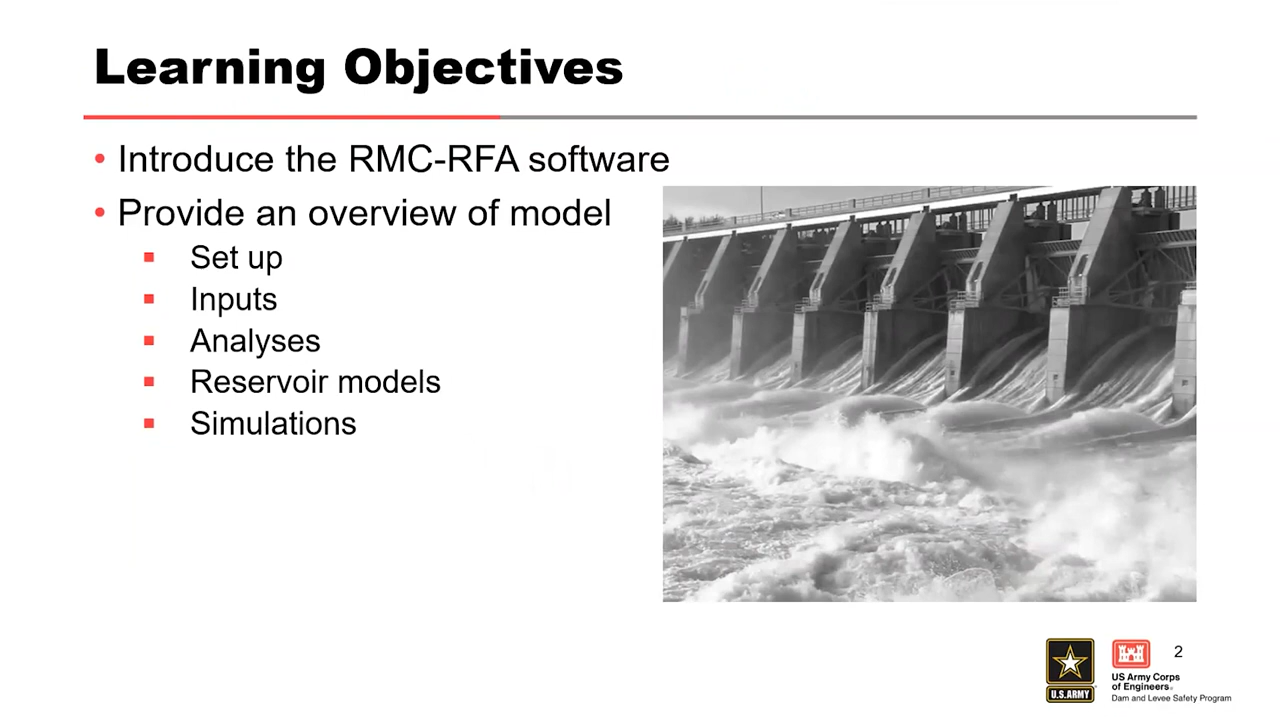 Learning Objectives
• Introduce the RMC-RFA software
• Provide an overview of model
▪ Set up
▪ Inputs
▪ Analyses
▪ Reservoir models
▪ Simulations
U.S.ARMY
US Army Corps
of Engineers®
Dam and Levee Safety Program
2